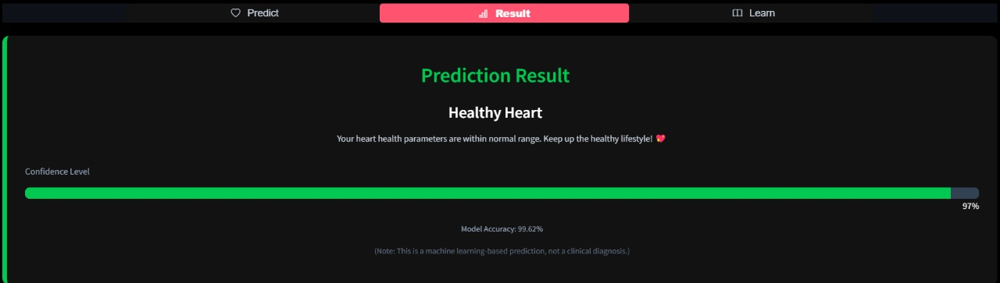 Predict
Result
Learn
Prediction Result
Healthy Heart
Your heart health parameters are within normal range. Keep up the healthy lifestyle! 💖
Confidence Level
97%
Model Accuracy: 99.62%
(Note: This is a machine learning-based prediction, not a clinical diagnosis.)